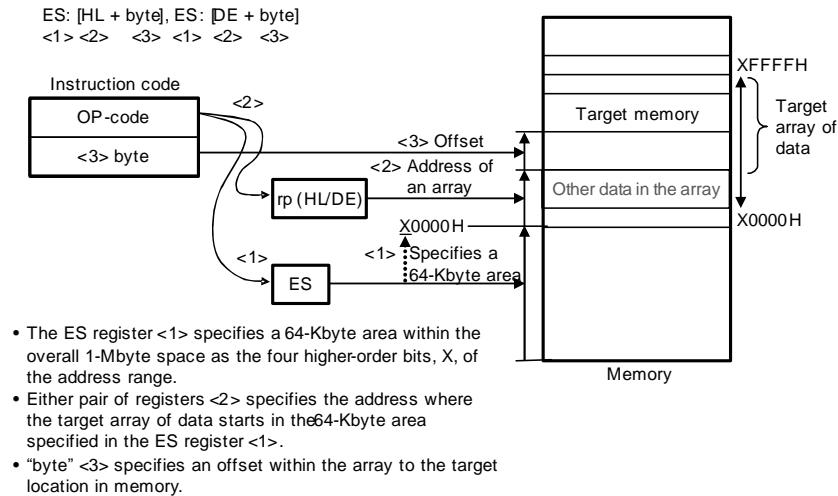 ES: [HL + byte], ES: [DE + byte]
<1> <2> <3> <1> <2> <3>
Instruction code
OP-code
<3> byte
<2>
<3> Offset
<2> Address of
an array
rp (HL/DE)
X0000H
<1>
<1> Specifies a
64-Kbyte area
ES
XFFFFH
Target memory
Target
array of
data
Other data in the array
X0000H
Memory
• The ES register <1> specifies a 64-Kbyte area within the
overall 1-Mbyte space as the four higher-order bits, X, of
the address range.
• Either pair of registers <2> specifies the address where
the target array of data starts in the64-Kbyte area
specified in the ES register <1>.
• “byte” <3> specifies an offset within the array to the target
location in memory.